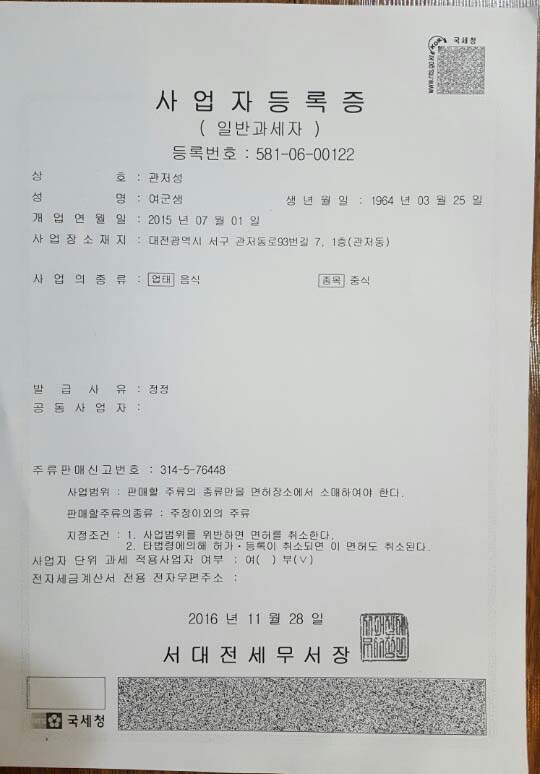 국세청
사업자등록증
( 일반과세자 )
등록번호 : 581-06-00122
상 호 : 관저성
성 명 : 여군생 생 년 월 일 : 1964 년 03 월 25 일
개 업 연 월 일 : 2015 년 07 월 01 일
사 업 장 소 재 지 : 대전광역시 서구 관저동로93번길 7, 1층(관저동)
사 업 의 종 류 : 업태 음식 종목 중식
발 급 사 유 : 정정
공 동 사 업 자 :
주류판매신고번호 : 314-5-76448
사업범위 : 판매할 주류의 종류만을 면허장소에서 소매하여야 한다.
판매할주류의종류 : 주정이외의 주류
지정조건 : 1. 사업범위를 위반하면 면허를 취소한다.
2. 타법령에의해 허가·등록이 취소되면 이 면허도 취소된다.
사업자 단위 과세 적용사업자 여부 : 여( ) 부(∨)
전자세금계산서 전용 전자우편주소 :
2016 년 11 월 28 일
서대전세무서장
국세청